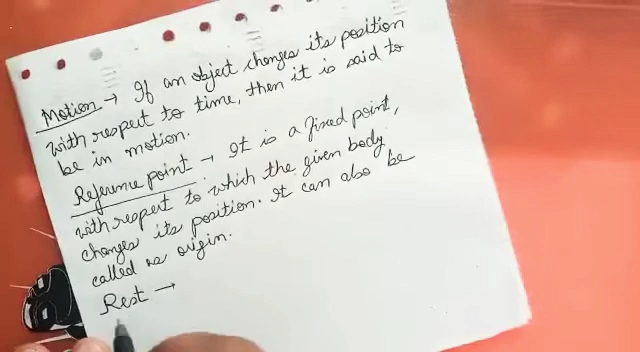 Motion → If an object changes its position
with respect to time, then it is said to
be in motion.
Reference point → It is a fixed point,
with respect to which the given body
changes its position. It can also be
called as origin.
Rest →